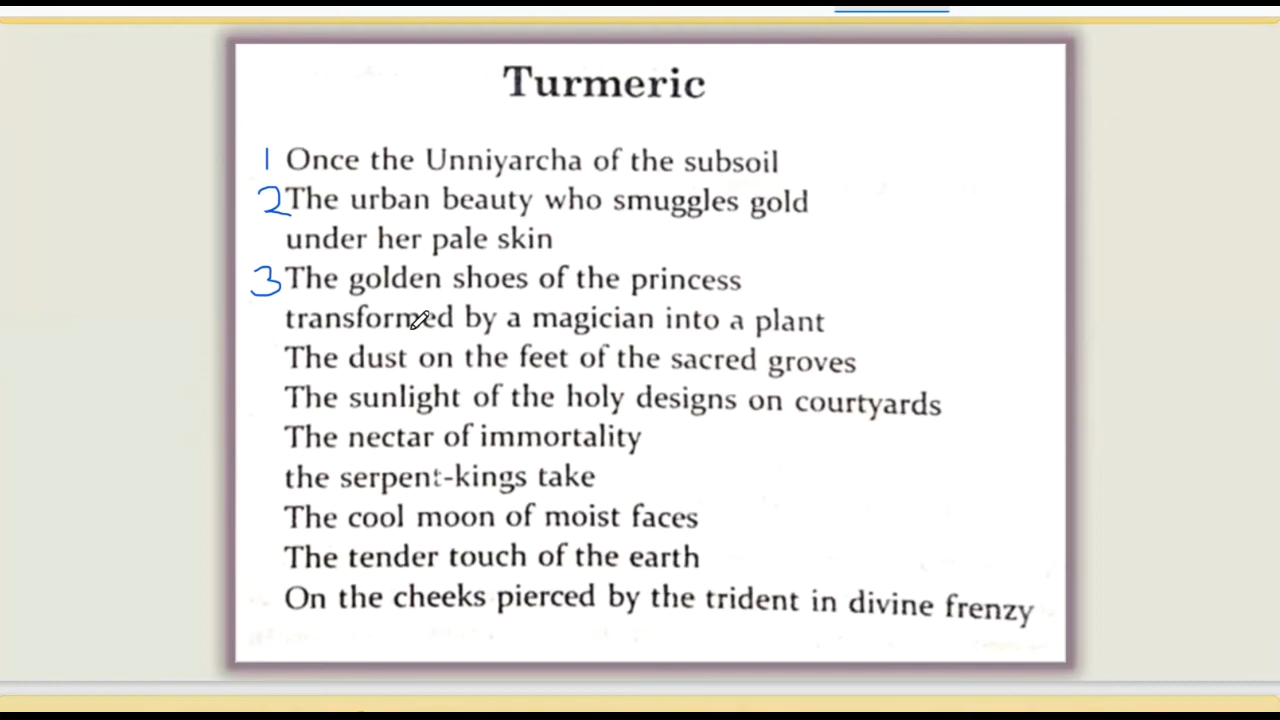 Turmeric
1 Once the Unniyarcha of the subsoil
2 The urban beauty who smuggles gold
under her pale skin
3 The golden shoes of the princess
transformed by a magician into a plant
The dust on the feet of the sacred groves
The sunlight of the holy designs on courtyards
The nectar of immortality
the serpent-kings take
The cool moon of moist faces
The tender touch of the earth
On the cheeks pierced by the trident in divine frenzy